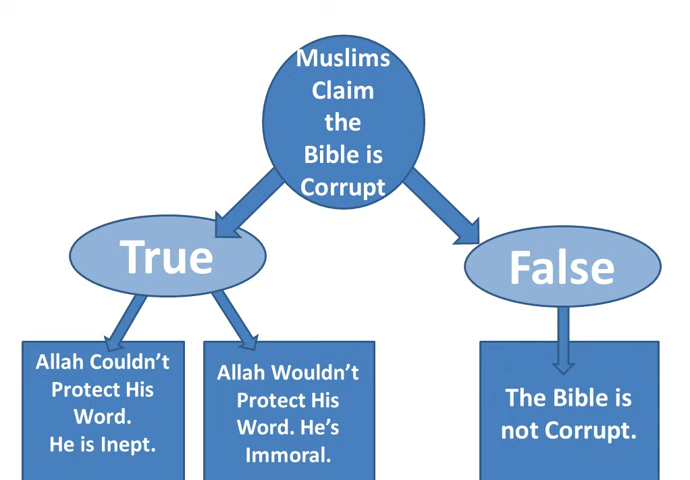 Muslims
Claim
the
Bible is
Corrupt
True
False
Allah Couldn't
Protect His
Word.
He is Inept.
Allah Wouldn't
Protect His
Word. He's
Immoral.
The Bible is
not Corrupt.